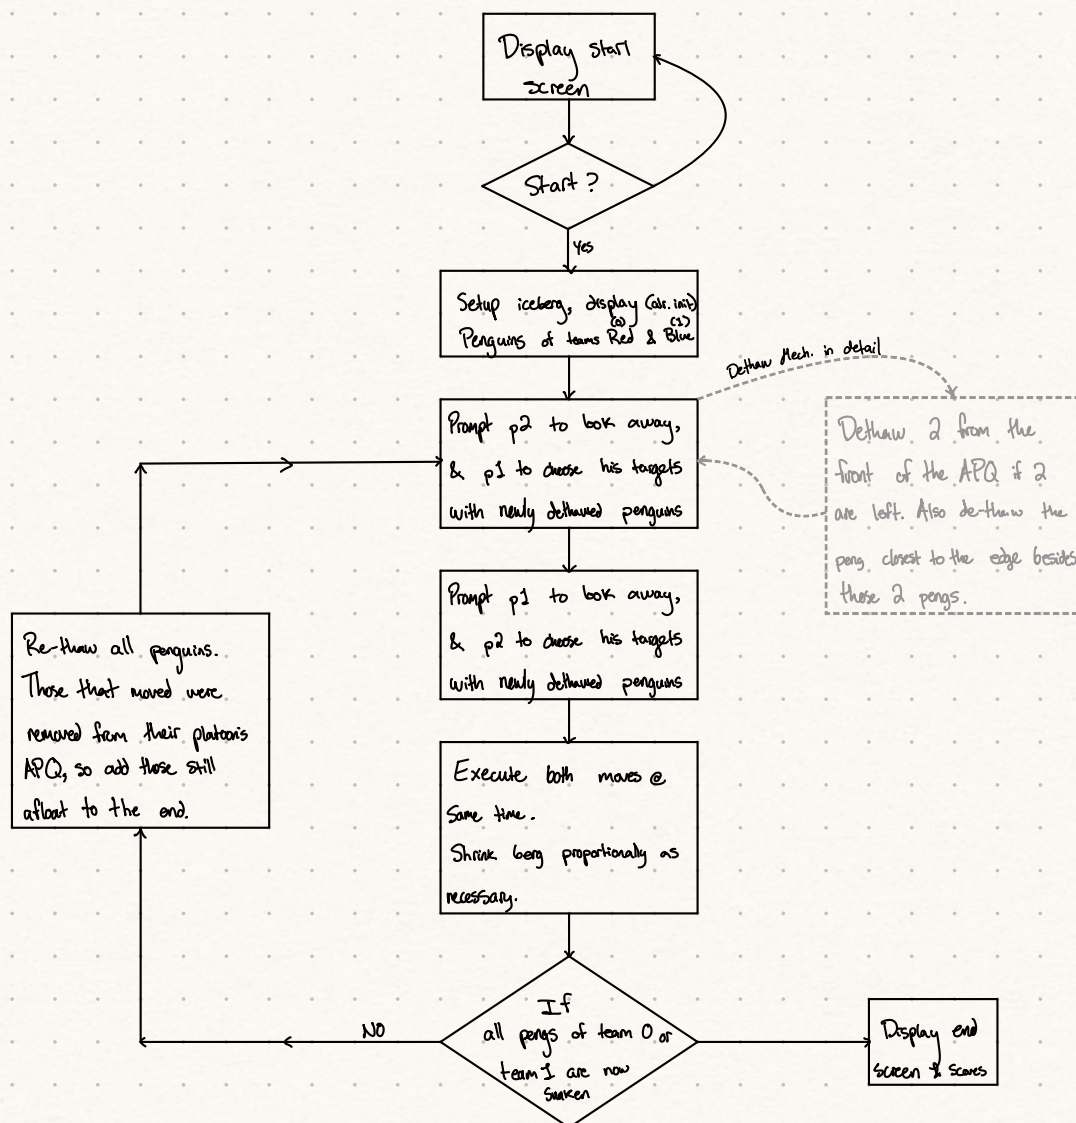 Display start
screen
Start ?
Yes
Setup iceberg, display (alr. init)
(0) (1)
Penguins of teams Red & Blue
Dethaw Mech. in detail
Prompt p2 to look away,
& p1 to choose his targets
with newly dethawed penguins
Dethaw 2 from the
front of the APQ if 2
are left. Also de-thaw the
peng closest to the edge besides
those 2 pengs.
Prompt p1 to look away,
& p2 to choose his targets
with newly dethawed penguins
Re-thaw all penguins.
Those that moved were
removed from their platoon's
APQ, so add those still
afloat to the end.
Execute both moves @
same time.
Shrink berg proportionally as
necessary.
If
all pengs of team 0 or
team 1 are now
sunken
NO
Display end
screen & scores